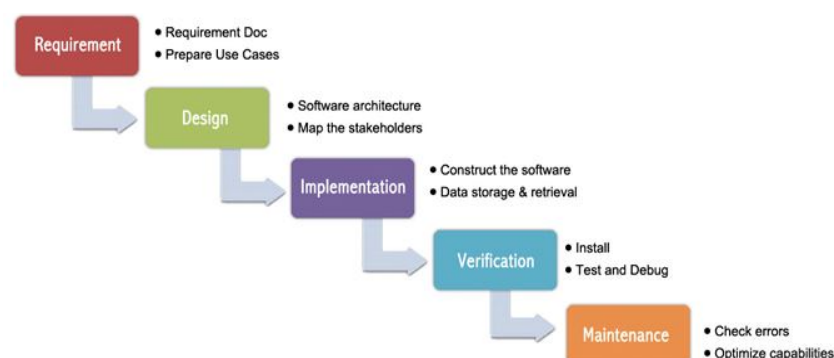 Requirement
• Requirement Doc
• Prepare Use Cases
Design
• Software architecture
• Map the stakeholders
Implementation
• Construct the software
• Data storage & retrieval
Verification
• Install
• Test and Debug
Maintenance
• Check errors
• Optimize capabilities